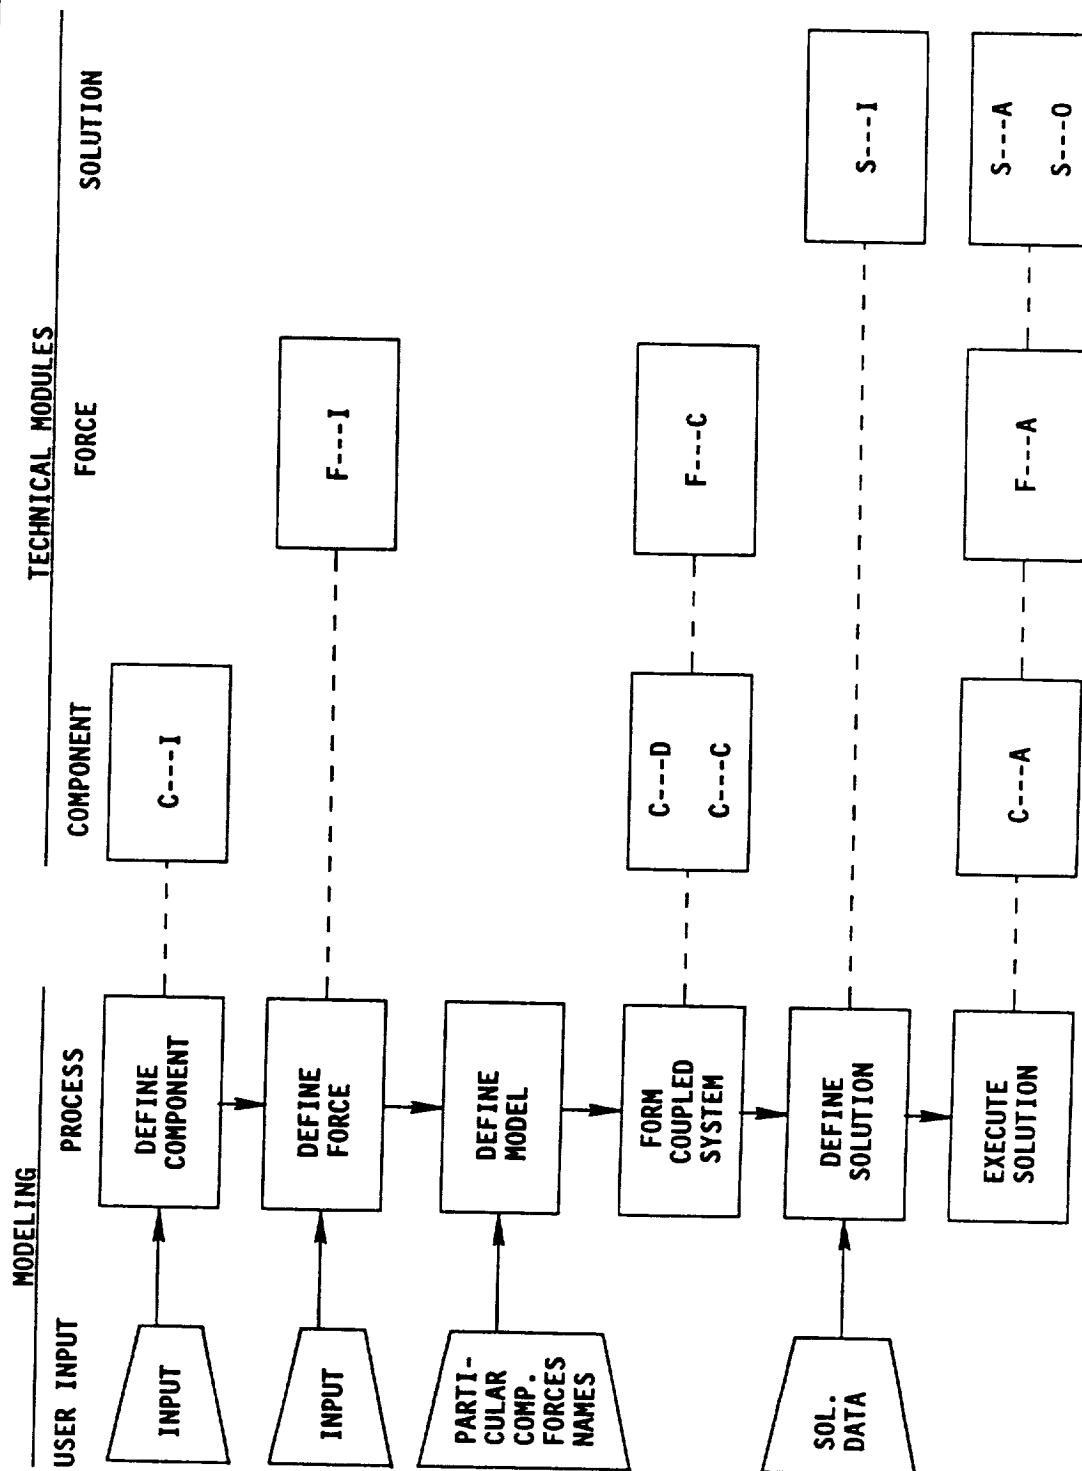 MODELING
TECHNICAL MODULES
USER INPUT
PROCESS
COMPONENT
FORCE
SOLUTION
INPUT
DEFINE
COMPONENT
C---I
INPUT
DEFINE
FORCE
F---I
PARTI-
CULAR
COMP.
FORCES
NAMES
DEFINE
MODEL
FORM
COUPLED
SYSTEM
C---D
C---C
F---C
SOL.
DATA
DEFINE
SOLUTION
S---I
EXECUTE
SOLUTION
C---A
F---A
S---A
S---O